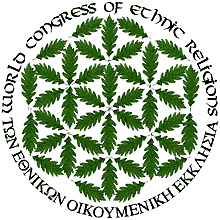 WORLD CONGRESS OF ETHNIC RELIGIONS
ΤΩΝ ΕΘΝΙΚΩΝ ΟΙΚΟΥΜΕΝΙΚΗ ΕΚΚΛΗΣΙΑ